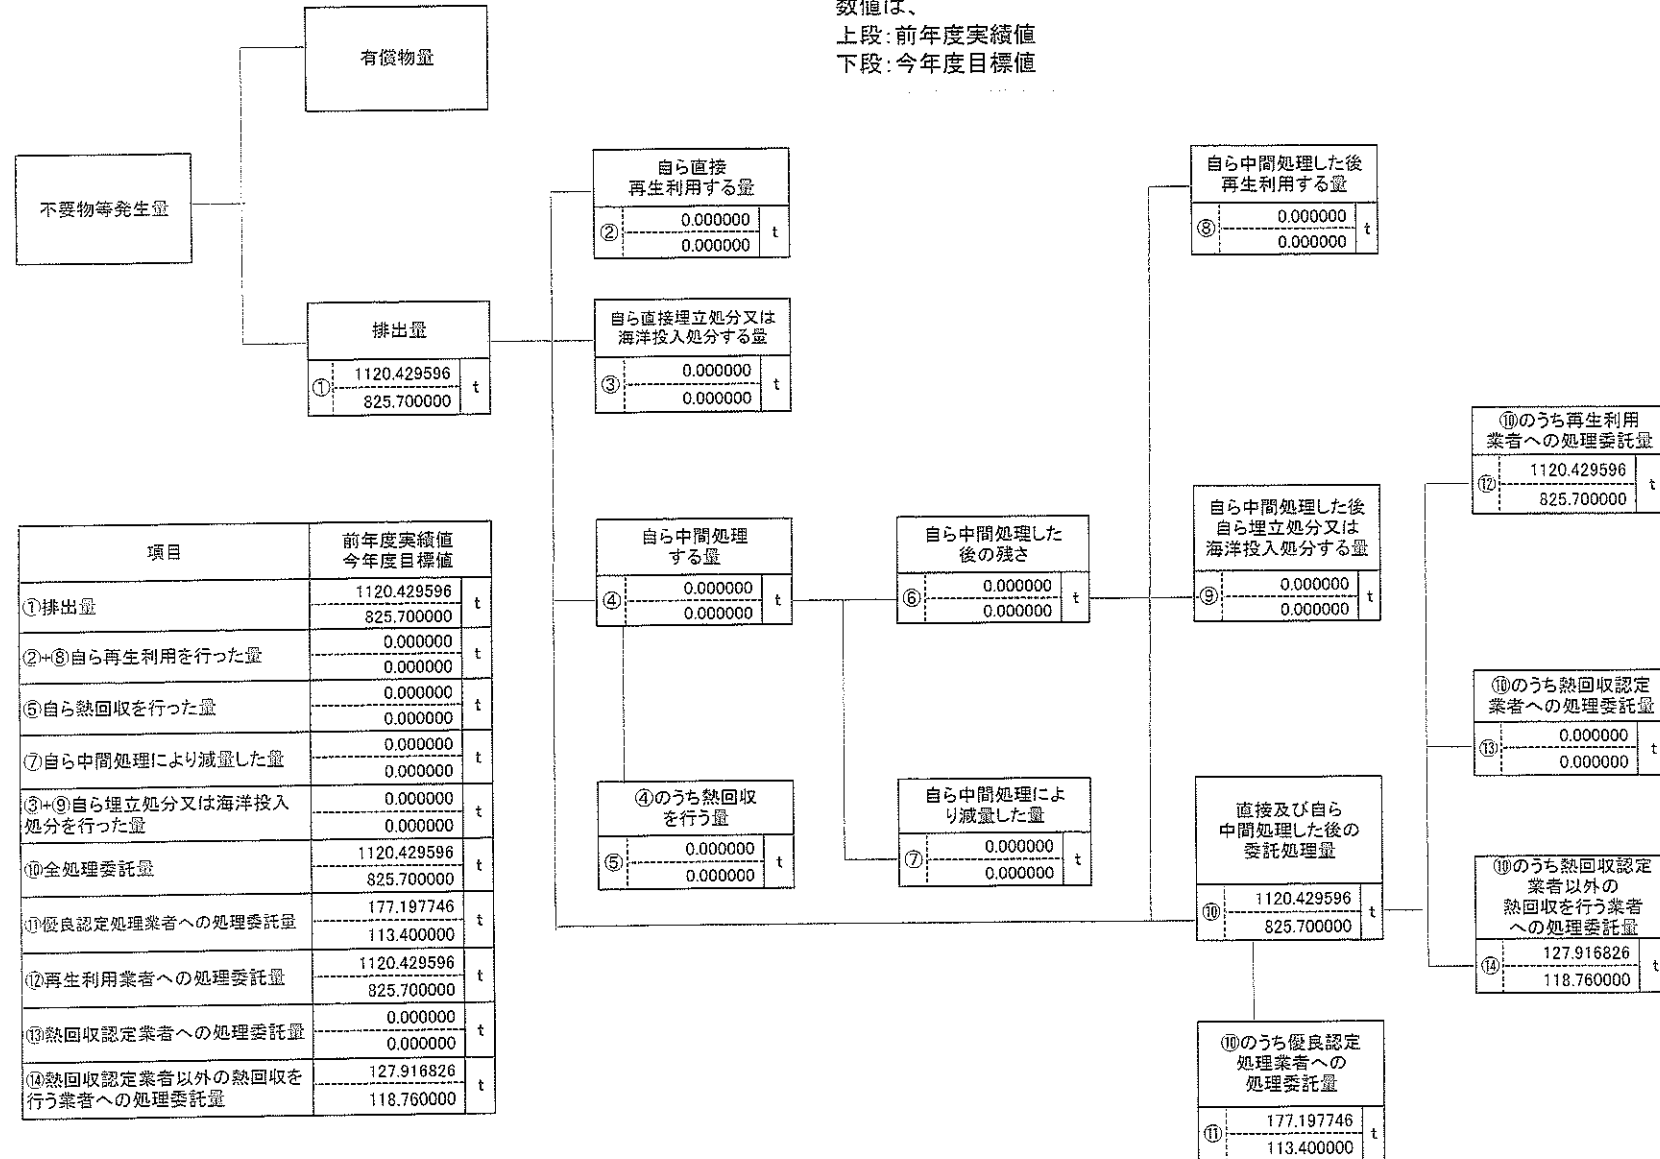 数値は、
上段:前年度実績値
下段:今年度目標値
有償物量
不要物等発生量
排出量
① 1120.429596 t
825.700000
自ら直接
再生利用する量
② 0.000000 t
0.000000
自ら直接埋立処分又は
海洋投入処分する量
③ 0.000000 t
0.000000
自ら中間処理
する量
④ 0.000000 t
0.000000
④のうち熱回収
を行う量
⑤ 0.000000 t
0.000000
自ら中間処理した
後の残さ
⑥ 0.000000 t
0.000000
自ら中間処理によ
り減量した量
⑦ 0.000000 t
0.000000
自ら中間処理した後
再生利用する量
⑧ 0.000000 t
0.000000
自ら中間処理した後
自ら埋立処分又は
海洋投入処分する量
⑨ 0.000000 t
0.000000
直接及び自ら
中間処理した後の
委託処理量
⑩ 1120.429596 t
825.700000
⑩のうち優良認定
処理業者への
処理委託量
⑪ 177.197746 t
113.400000
⑩のうち再生利用
業者への処理委託量
⑫ 1120.429596 t
825.700000
⑩のうち熱回収認定
業者への処理委託量
⑬ 0.000000 t
0.000000
⑩のうち熱回収認定
業者以外の
熱回収を行う業者
への処理委託量
⑭ 127.916826 t
118.760000
項目 前年度実績値
今年度目標値
①排出量 1120.429596 t
825.700000
②+⑧自ら再生利用を行った量 0.000000 t
0.000000
⑤自ら熱回収を行った量 0.000000 t
0.000000
⑦自ら中間処理により減量した量 0.000000 t
0.000000
③+⑨自ら埋立処分又は海洋投入
処分を行った量 0.000000 t
0.000000
⑩全処理委託量 1120.429596 t
825.700000
⑪優良認定処理業者への処理委託量 177.197746 t
113.400000
⑫再生利用業者への処理委託量 1120.429596 t
825.700000
⑬熱回収認定業者への処理委託量 0.000000 t
0.000000
⑭熱回収認定業者以外の熱回収を
行う業者への処理委託量 127.916826 t
118.760000